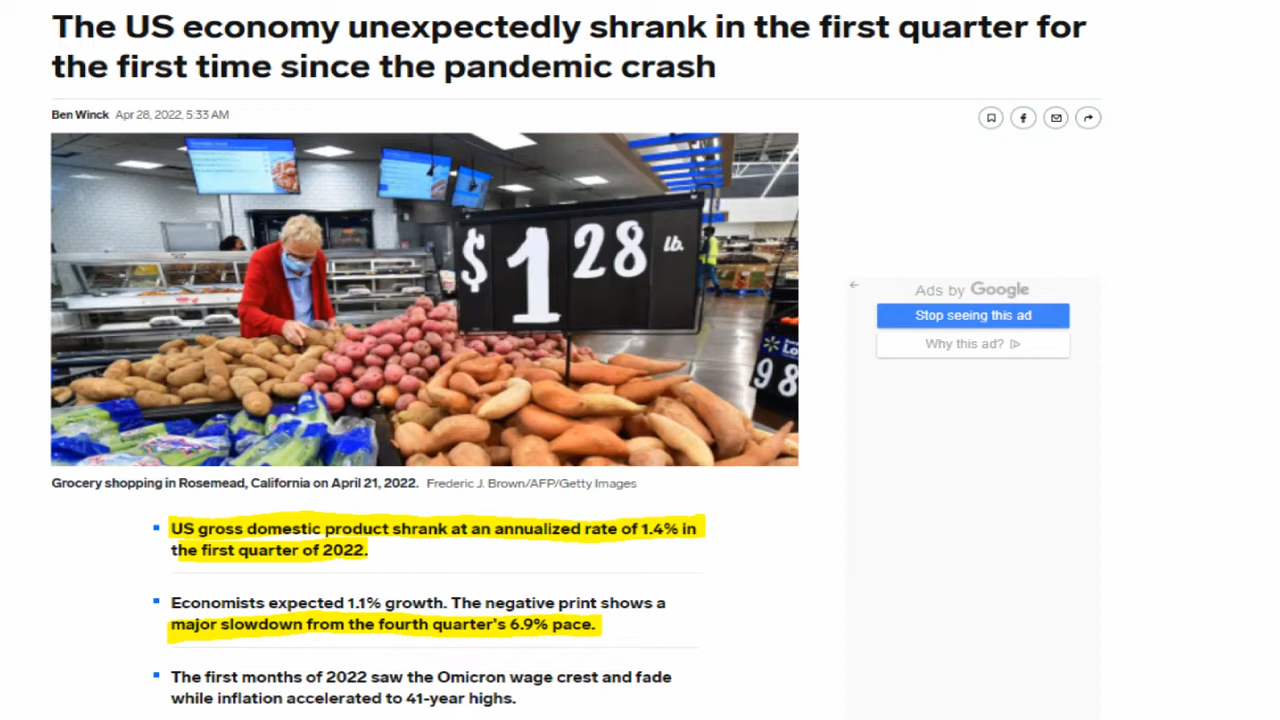 The US economy unexpectedly shrank in the first quarter for
the first time since the pandemic crash
Ben Winck Apr 28, 2022, 5:33 AM
$1 28 lb.
98
Grocery shopping in Rosemead, California on April 21, 2022. Frederic J. Brown/AFP/Getty Images
Ads by Google
Stop seeing this ad
Why this ad?
US gross domestic product shrank at an annualized rate of 1.4% in
the first quarter of 2022.
Economists expected 1.1% growth. The negative print shows a
major slowdown from the fourth quarter's 6.9% pace.
The first months of 2022 saw the Omicron wave crest and fade
while inflation accelerated to 41-year highs.